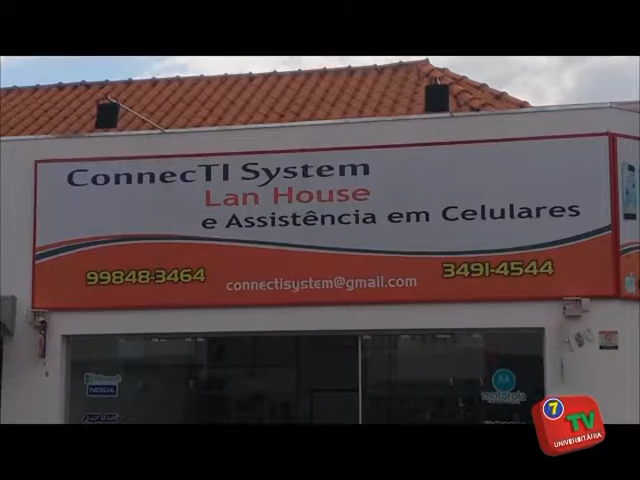 ConnecTI System
Lan House
e Assistência em Celulares
99848-3464
connectisystem@gmail.com
3491-4544
NOKIA
motorola
7
TV
UNIVERSITÁRIA